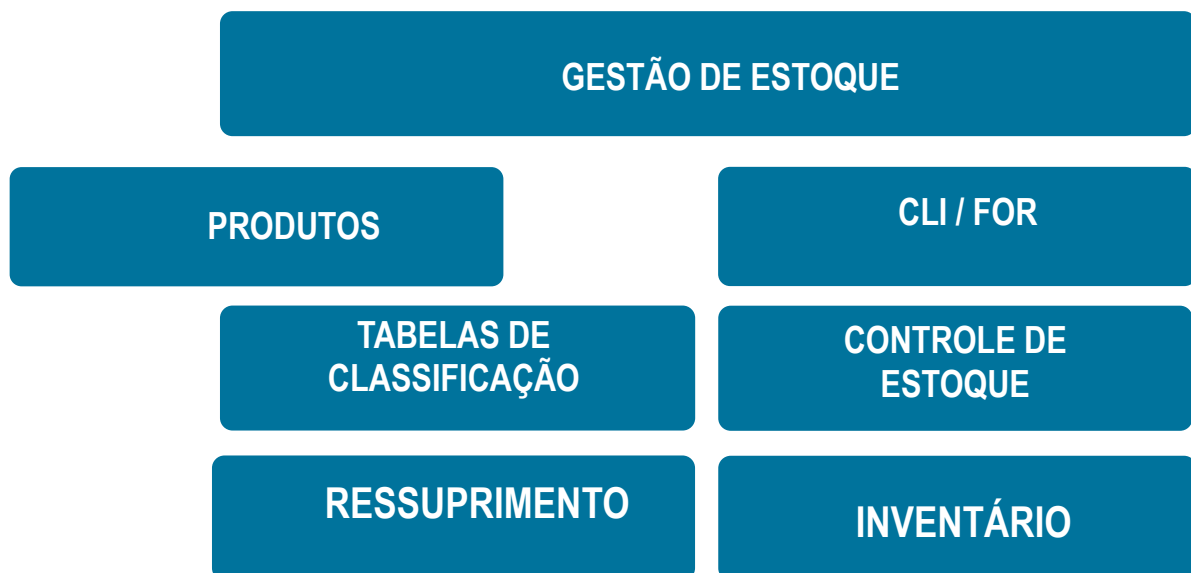 GESTÃO DE ESTOQUE
PRODUTOS
CLI / FOR
TABELAS DE
CLASSIFICAÇÃO
CONTROLE DE
ESTOQUE
RESSUPRIMENTO
INVENTÁRIO